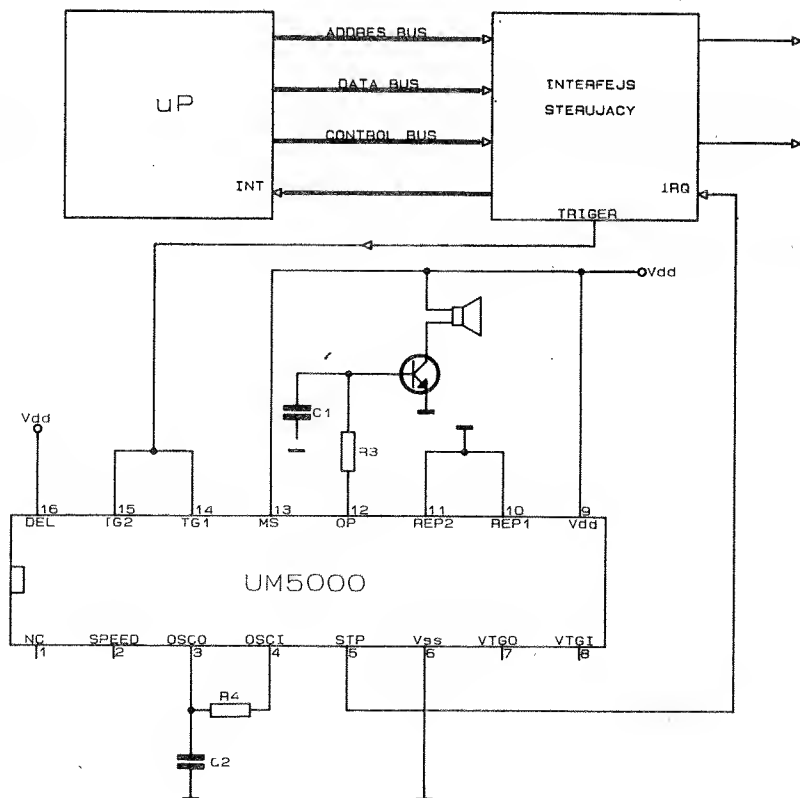 ADDRES BUS
uP
DATA BUS
INTERFEJS
STERUJACY
CONTROL BUS
INT
IRQ
TRIGER
Vdd
C1
Vdd
R3
16 15 14 13 12 11 10 9
DEL TG2 TG1 MS OP REP2 REP1 Vdd
UM5000
NC SPEED OSCO OSCI STP Vss VTGO VTGI
1 2 3 4 5 6 7 8
R4
C2